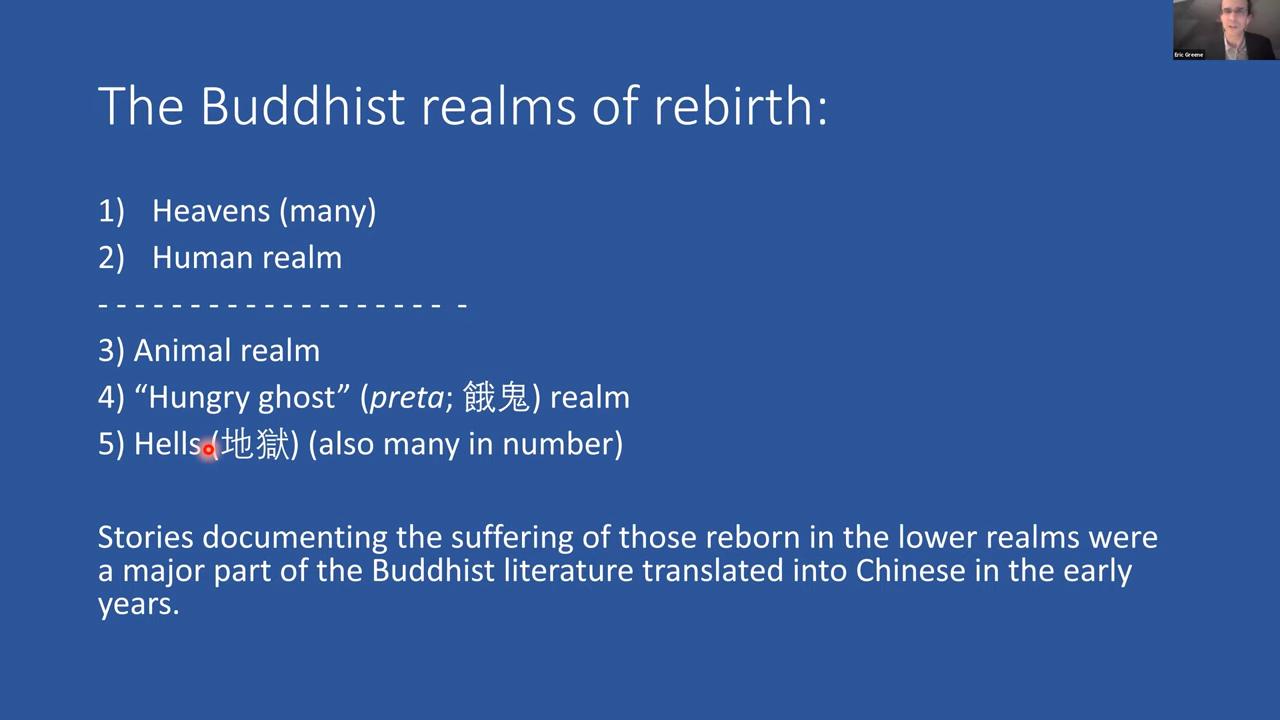 Eric Greene
The Buddhist realms of rebirth:
1) Heavens (many)
2) Human realm
- - - - - - - - - - - - - - - - - - - -
3) Animal realm
4) “Hungry ghost” (preta; 餓鬼) realm
5) Hells (地獄) (also many in number)
Stories documenting the suffering of those reborn in the lower realms were
a major part of the Buddhist literature translated into Chinese in the early
years.